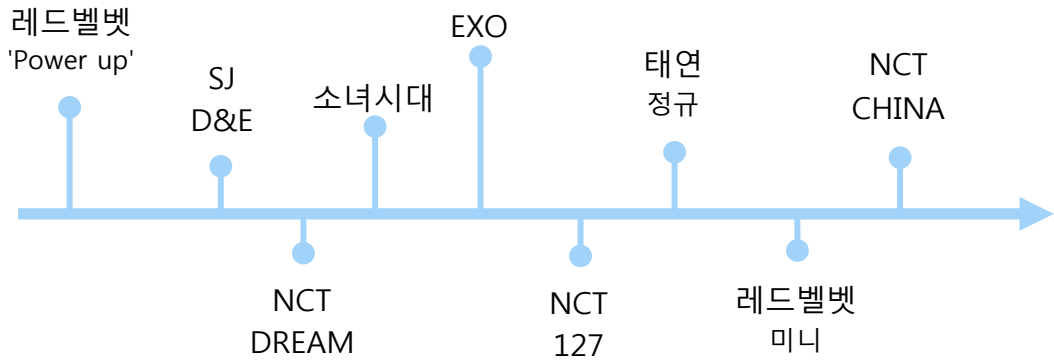 레드벨벳
'Power up'
SJ
D&E
NCT
DREAM
소녀시대
EXO
NCT
127
태연
정규
레드벨벳
미니
NCT
CHINA